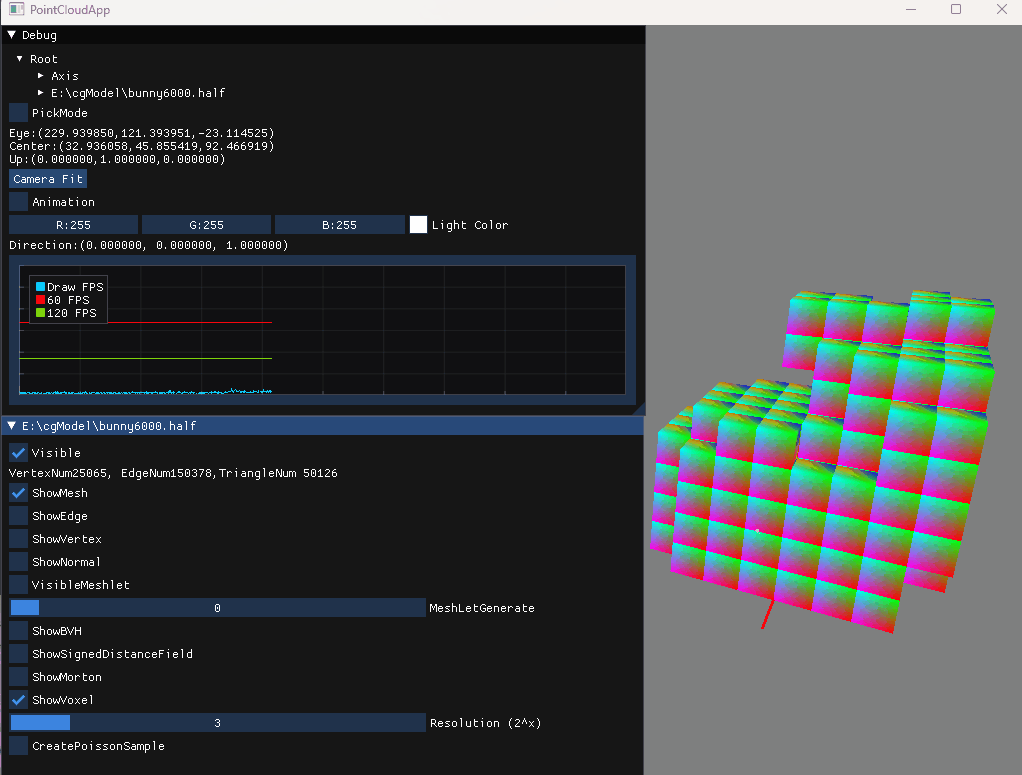 PointCloudApp
Debug
Root
Axis
E:\cgModel\bunny6000.half
PickMode
Eye:(229.939850,121.393951,-23.114525)
Center:(32.936058,45.855419,92.466919)
Up:(0.000000,1.000000,0.000000)
Camera Fit
Animation
R:255 G:255 B:255 Light Color
Direction:(0.000000, 0.000000, 1.000000)
Draw FPS
60 FPS
120 FPS
E:\cgModel\bunny6000.half
Visible
VertexNum25065, EdgeNum150378,TriangleNum 50126
ShowMesh
ShowEdge
ShowVertex
ShowNormal
VisibleMeshlet
0 MeshLetGenerate
ShowBVH
ShowSignedDistanceField
ShowMorton
ShowVoxel
3 Resolution (2^x)
CreatePoissonSample